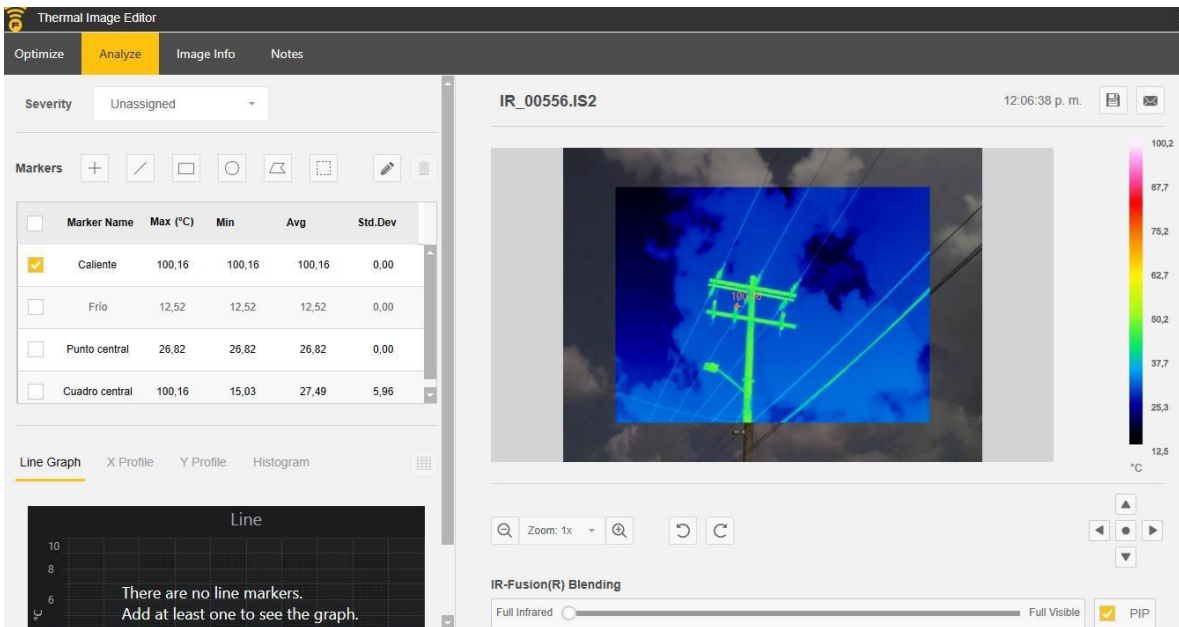 Thermal Image Editor
Optimize Analyze Image Info Notes
Severity Unassigned
Markers
Marker Name Max (°C) Min Avg Std.Dev
Caliente 100,16 100,16 100,16 0,00
Frío 12,52 12,52 12,52 0,00
Punto central 26,82 26,82 26,82 0,00
Cuadro central 100,16 15,03 27,49 5,96
Line Graph X Profile Y Profile Histogram
Line
10
8
6
°C
There are no line markers.
Add at least one to see the graph.
IR_00556.IS2 12:06:38 p. m.
100,16
100,2
87,7
75,2
62,7
50,2
37,7
25,3
12,5
°C
Zoom: 1x
IR-Fusion(R) Blending
Full Infrared Full Visible PIP